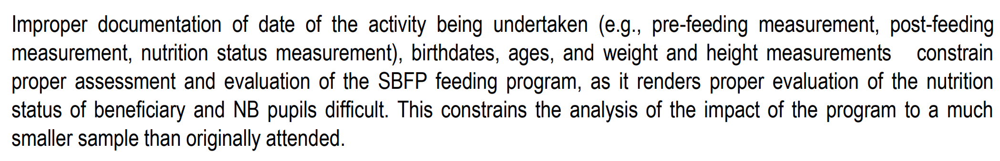 Improper documentation of date of the activity being undertaken (e.g., pre-feeding measurement, post-feeding
measurement, nutrition status measurement), birthdates, ages, and weight and height measurements constrain
proper assessment and evaluation of the SBFP feeding program, as it renders proper evaluation of the nutrition
status of beneficiary and NB pupils difficult. This constrains the analysis of the impact of the program to a much
smaller sample than originally attended.